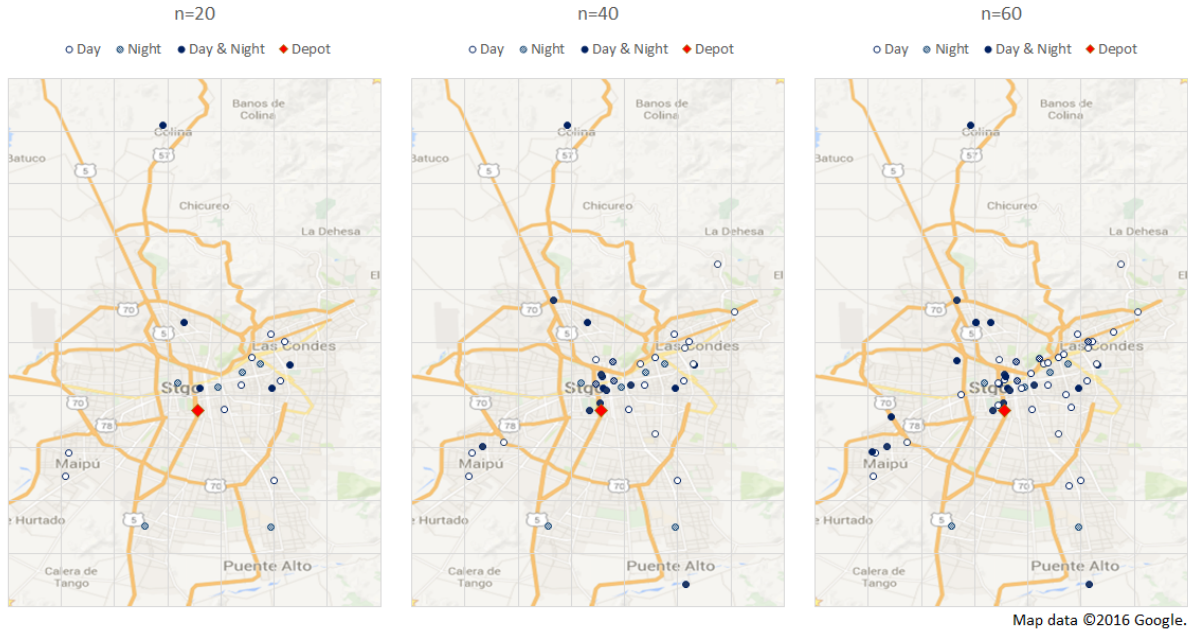 n=20
n=40
n=60
Day Night Day & Night Depot
Day Night Day & Night Depot
Day Night Day & Night Depot
Banos de
Colina
Colina
57
Batuco
5
Chicureo
La Dehesa
El
70
5
Las Condes
Stgo
70
78
Maipú
70
e Hurtado
5
Puente Alto
Calera de
Tango
Banos de
Colina
Colina
57
Batuco
5
Chicureo
La Dehesa
El
70
5
Las Condes
70
78
Maipú
70
e Hurtado
5
Puente Alto
Calera de
Tango
Banos de
Colina
Colina
57
Batuco
5
Chicureo
La Dehesa
El
70
5
Las Condes
70
78
Maipú
70
e Hurtado
5
Puente Alto
Calera de
Tango
Map data ©2016 Google.